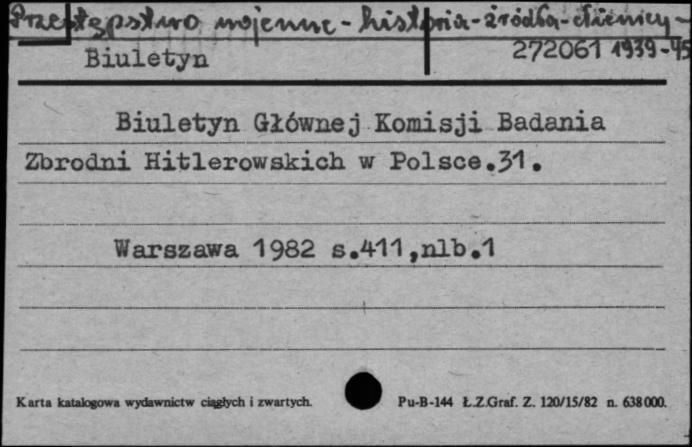 Przestępstwo wojenne - historia - źródła - Niemcy -
Biuletyn 272061 1939-45
Biuletyn Głównej Komisji Badania
Zbrodni Hitlerowskich w Polsce.31.
Warszawa 1982 s.411,nlb.1
Karta katalogowa wydawnictw ciągłych i zwartych. Pu-B-144 Ł.Z.Graf. Z. 120/15/82 n. 638000.